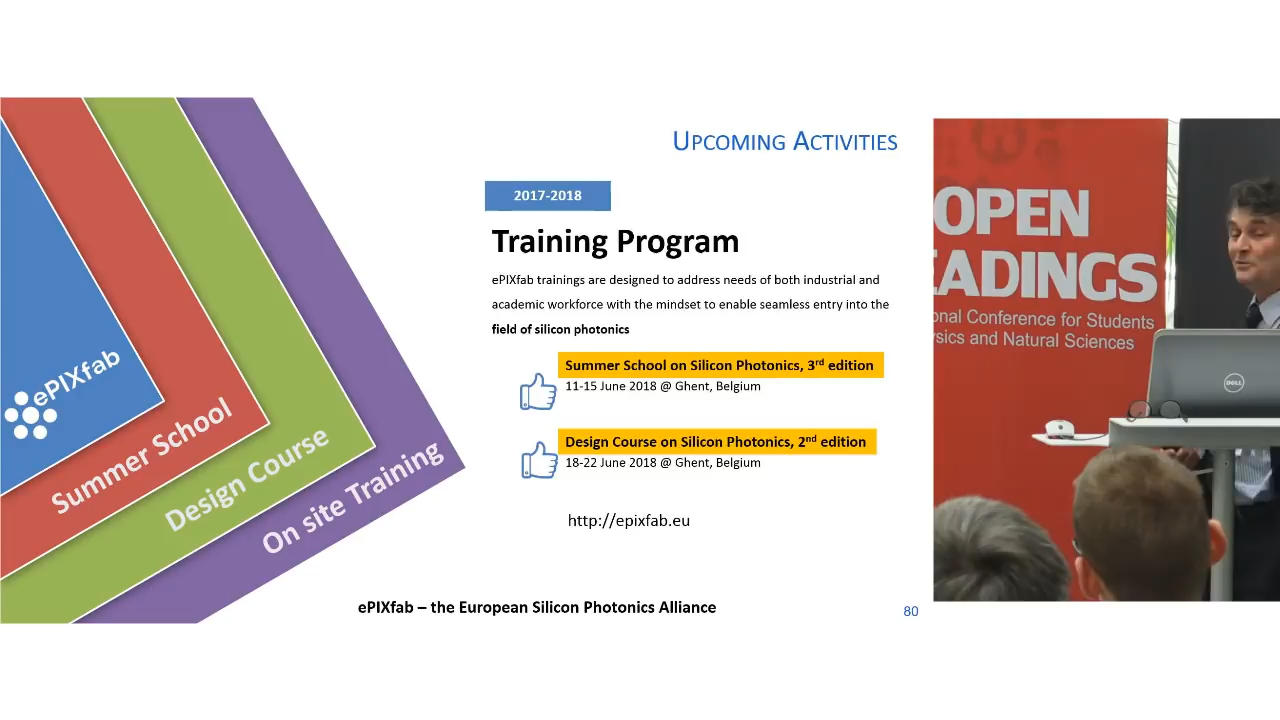 UPCOMING ACTIVITIES
2017-2018
Training Program
ePIXfab trainings are designed to address needs of both industrial and
academic workforce with the mindset to enable seamless entry into the
field of silicon photonics
Summer School on Silicon Photonics, 3rd edition
11-15 June 2018 @ Ghent, Belgium
Design Course on Silicon Photonics, 2nd edition
18-22 June 2018 @ Ghent, Belgium
http://epixfab.eu
ePIXfab
Summer School
Design Course
On site Training
ePIXfab – the European Silicon Photonics Alliance
80
OPEN
EADINGS
onal Conference for Students
ysics and Natural Sciences
DELL